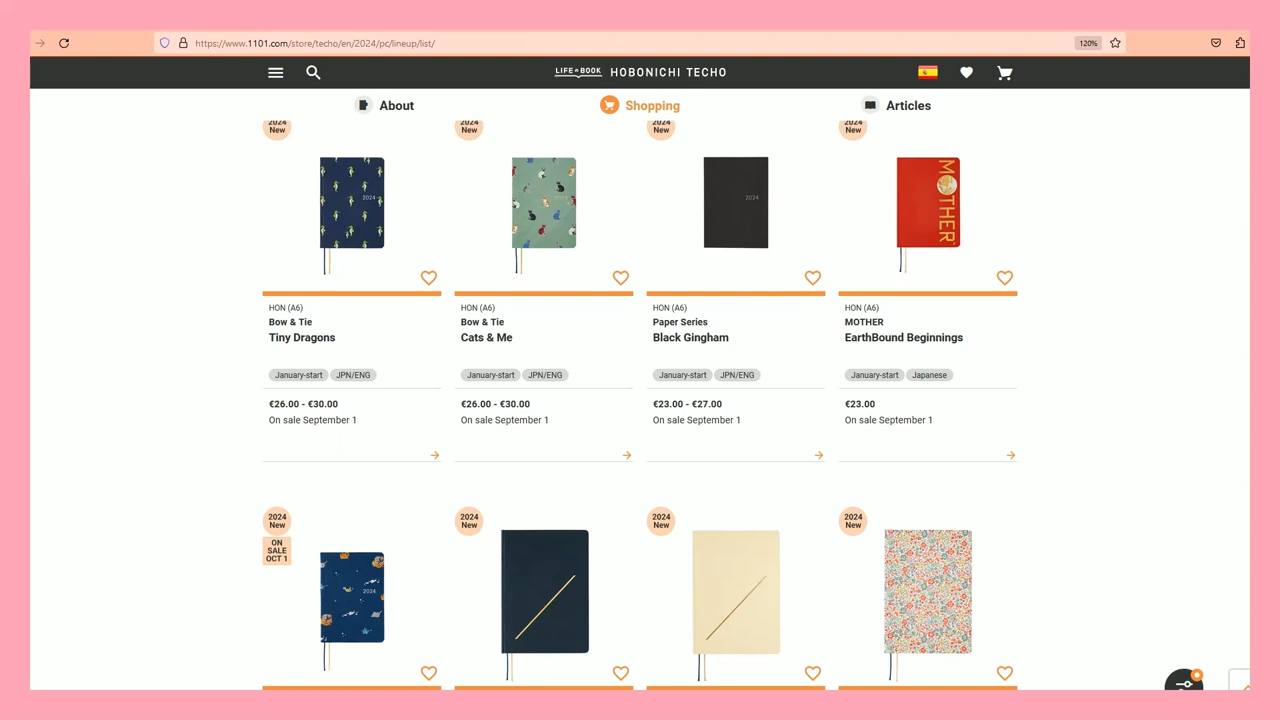 https://www.1101.com/store/techo/en/2024/pc/lineup/list/
120%
LIFE is BOOK HOBONICHI TECHO
About
Shopping
Articles
2024
New
2024
New
2024
New
2024
New
2024
2024
MOTHER
HON (A6)
Bow & Tie
Tiny Dragons
January-start JPN/ENG
€26.00 - €30.00
On sale September 1
HON (A6)
Bow & Tie
Cats & Me
January-start JPN/ENG
€26.00 - €30.00
On sale September 1
HON (A6)
Paper Series
Black Gingham
January-start JPN/ENG
€23.00 - €27.00
On sale September 1
HON (A6)
MOTHER
EarthBound Beginnings
January-start Japanese
€23.00
On sale September 1
2024
New
ON
SALE
OCT 1
2024
2024
New
2024
New
2024
New